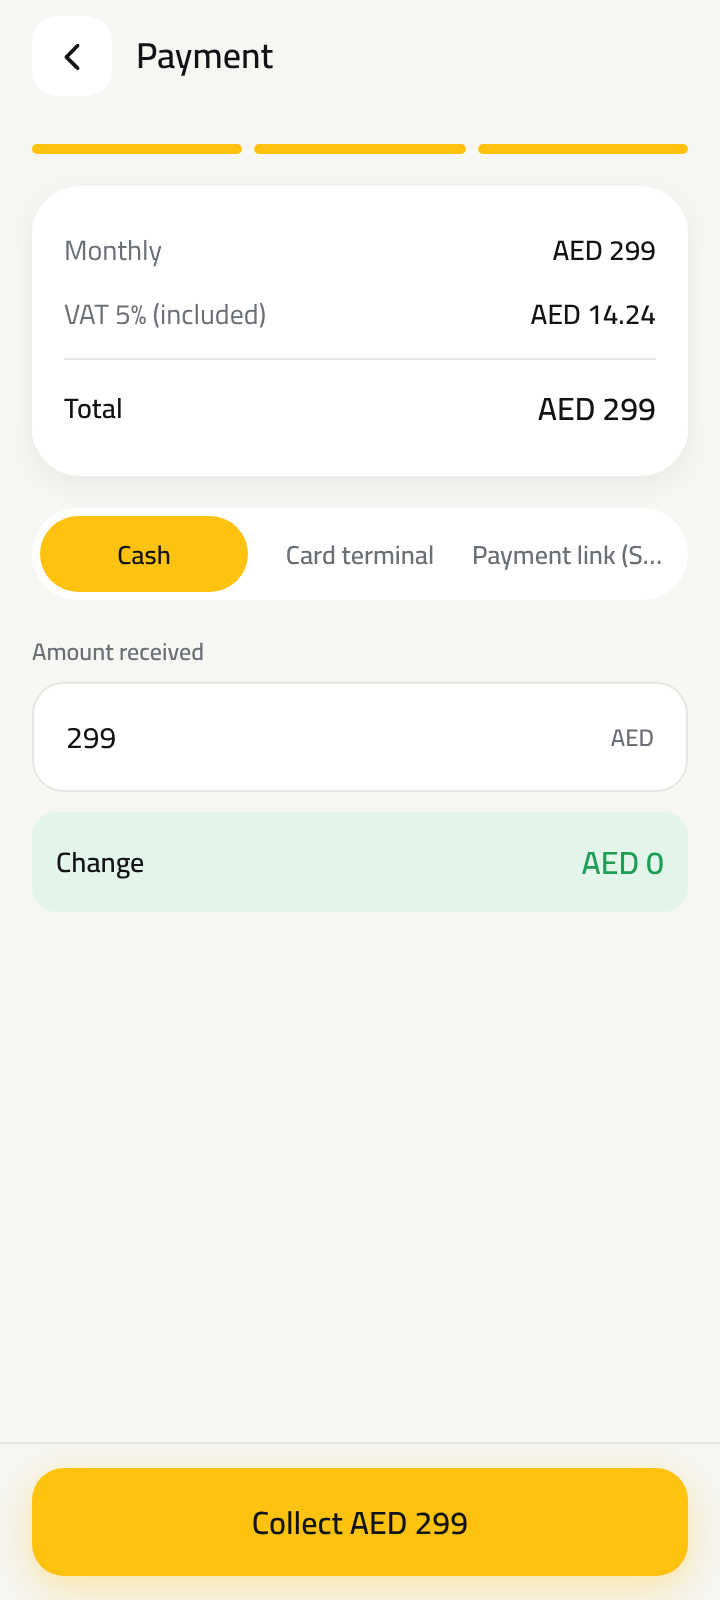 Payment
Monthly AED 299
VAT 5% (included) AED 14.24
Total AED 299
Cash Card terminal Payment link (S...
Amount received
299 AED
Change AED 0
Collect AED 299